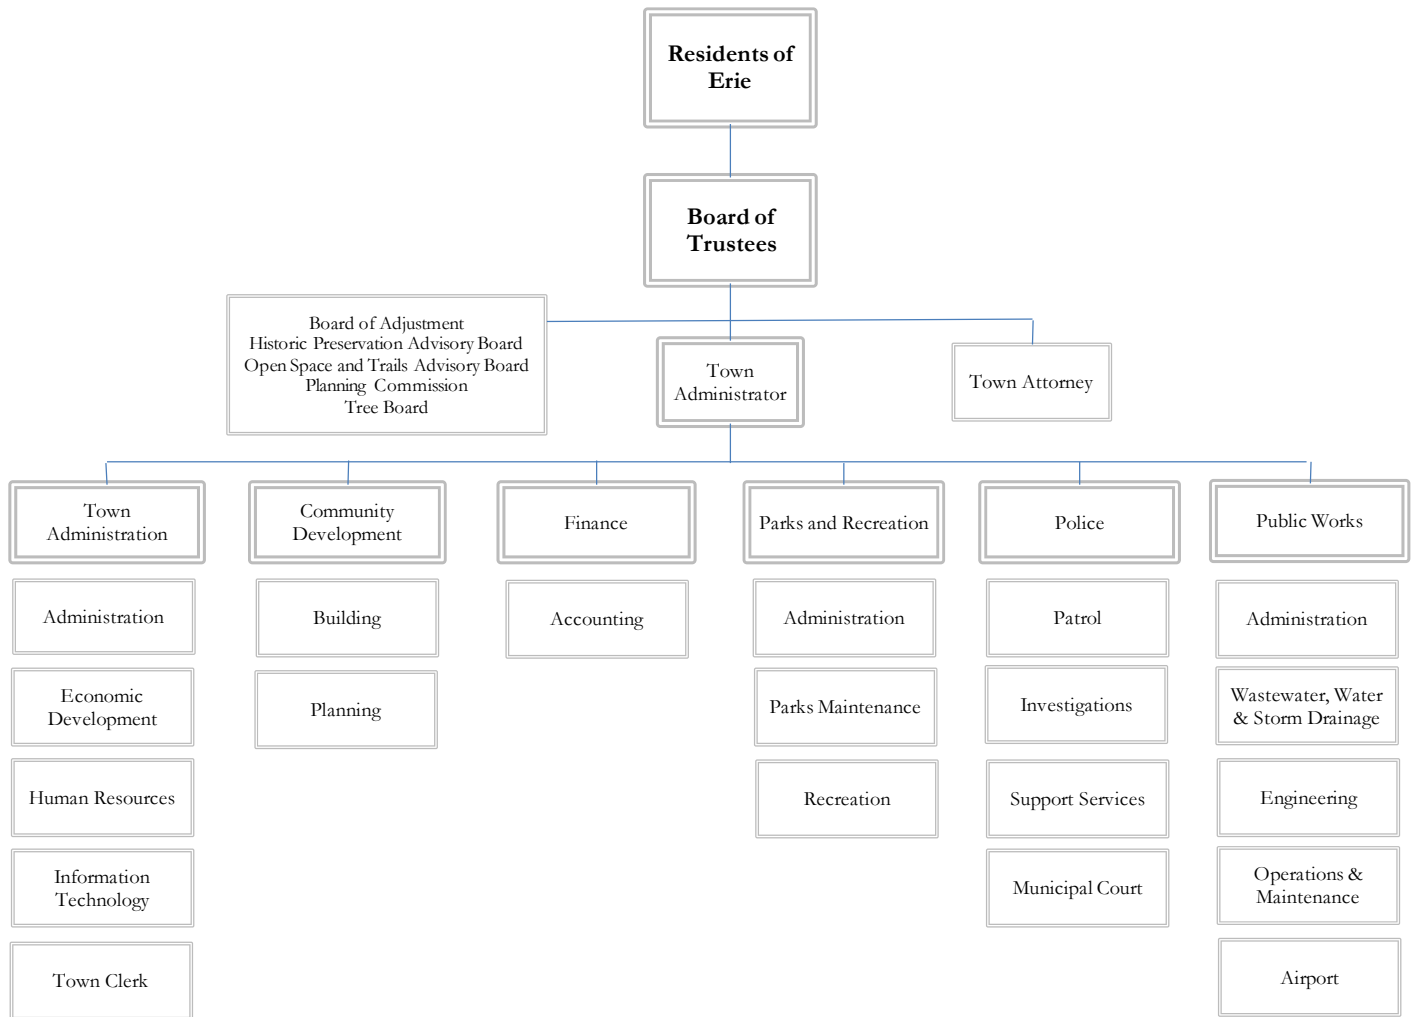 Residents of
Erie
Board of
Trustees
Board of Adjustment
Historic Preservation Advisory Board
Open Space and Trails Advisory Board
Planning Commission
Tree Board
Town
Administrator
Town Attorney
Town
Administration
Community
Development
Finance
Parks and Recreation
Police
Public Works
Administration
Building
Accounting
Administration
Patrol
Administration
Economic
Development
Planning
Parks Maintenance
Investigations
Wastewater, Water
& Storm Drainage
Human Resources
Recreation
Support Services
Engineering
Information
Technology
Municipal Court
Operations &
Maintenance
Town Clerk
Airport